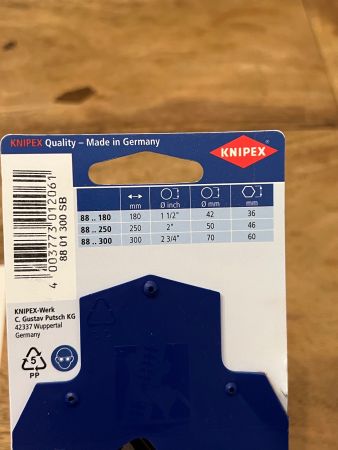 KNIPEX Quality – Made in Germany
KNIPEX
mm Ø inch Ø mm mm
88 .. 180 180 1 1/2" 42 36
88 .. 250 250 2" 50 46
88 .. 300 300 2 3/4" 70 60
4 003773 012061
88 01 300 SB
KNIPEX-Werk
C. Gustav Putsch KG
42337 Wuppertal
Germany
5
PP